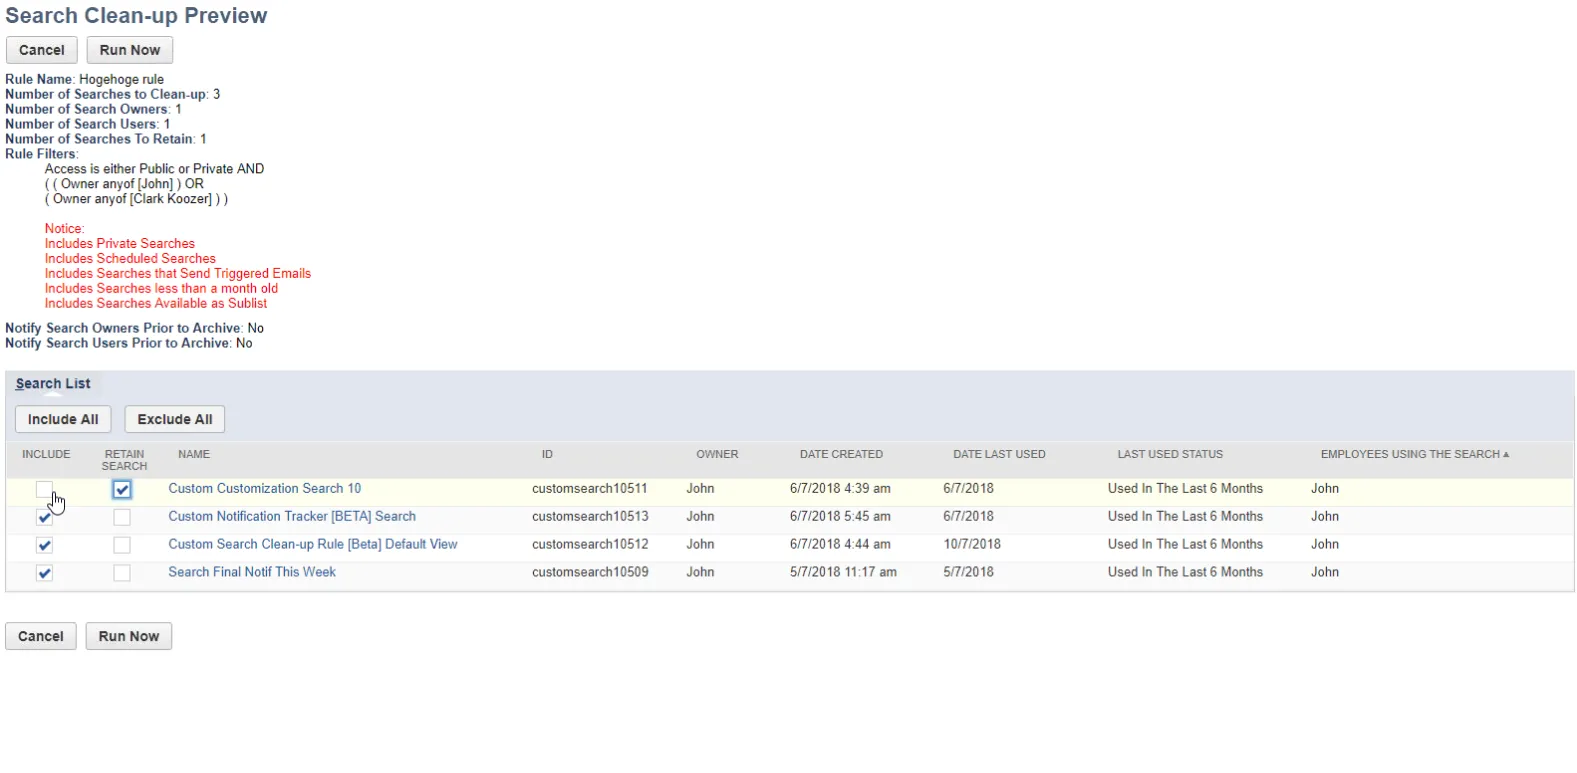 Search Clean-up Preview
Cancel Run Now
Rule Name: Hogehoge rule
Number of Searches to Clean-up: 3
Number of Search Owners: 1
Number of Search Users: 1
Number of Searches To Retain: 1
Rule Filters:
Access is either Public or Private AND
( ( Owner anyof [John] ) OR
( Owner anyof [Clark Koozer] ) )
Notice:
Includes Private Searches
Includes Scheduled Searches
Includes Searches that Send Triggered Emails
Includes Searches less than a month old
Includes Searches Available as Sublist
Notify Search Owners Prior to Archive: No
Notify Search Users Prior to Archive: No
Search List
Include All Exclude All
INCLUDE RETAIN SEARCH NAME ID OWNER DATE CREATED DATE LAST USED LAST USED STATUS EMPLOYEES USING THE SEARCH ▲
Custom Customization Search 10 customsearch10511 John 6/7/2018 4:39 am 6/7/2018 Used In The Last 6 Months John
Custom Notification Tracker [BETA] Search customsearch10513 John 6/7/2018 5:45 am 6/7/2018 Used In The Last 6 Months John
Custom Search Clean-up Rule [Beta] Default View customsearch10512 John 6/7/2018 4:44 am 10/7/2018 Used In The Last 6 Months John
Search Final Notif This Week customsearch10509 John 5/7/2018 11:17 am 5/7/2018 Used In The Last 6 Months John
Cancel Run Now